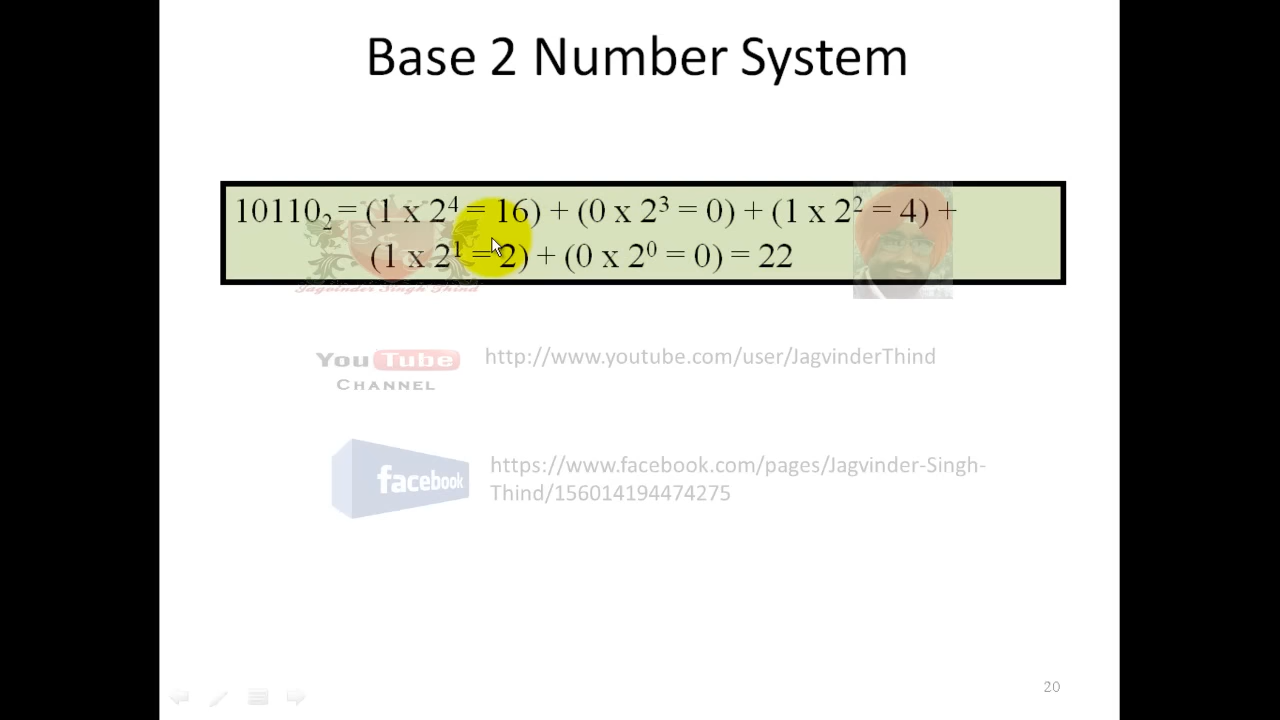 Base 2 Number System
10110₂ = (1 x 2⁴ = 16) + (0 x 2³ = 0) + (1 x 2² = 4) +
(1 x 2¹ = 2) + (0 x 2⁰ = 0) = 22
Jagvinder Singh Thind
YouTube
CHANNEL
http://www.youtube.com/user/JagvinderThind
facebook
https://www.facebook.com/pages/Jagvinder-Singh-
Thind/156014194474275
20